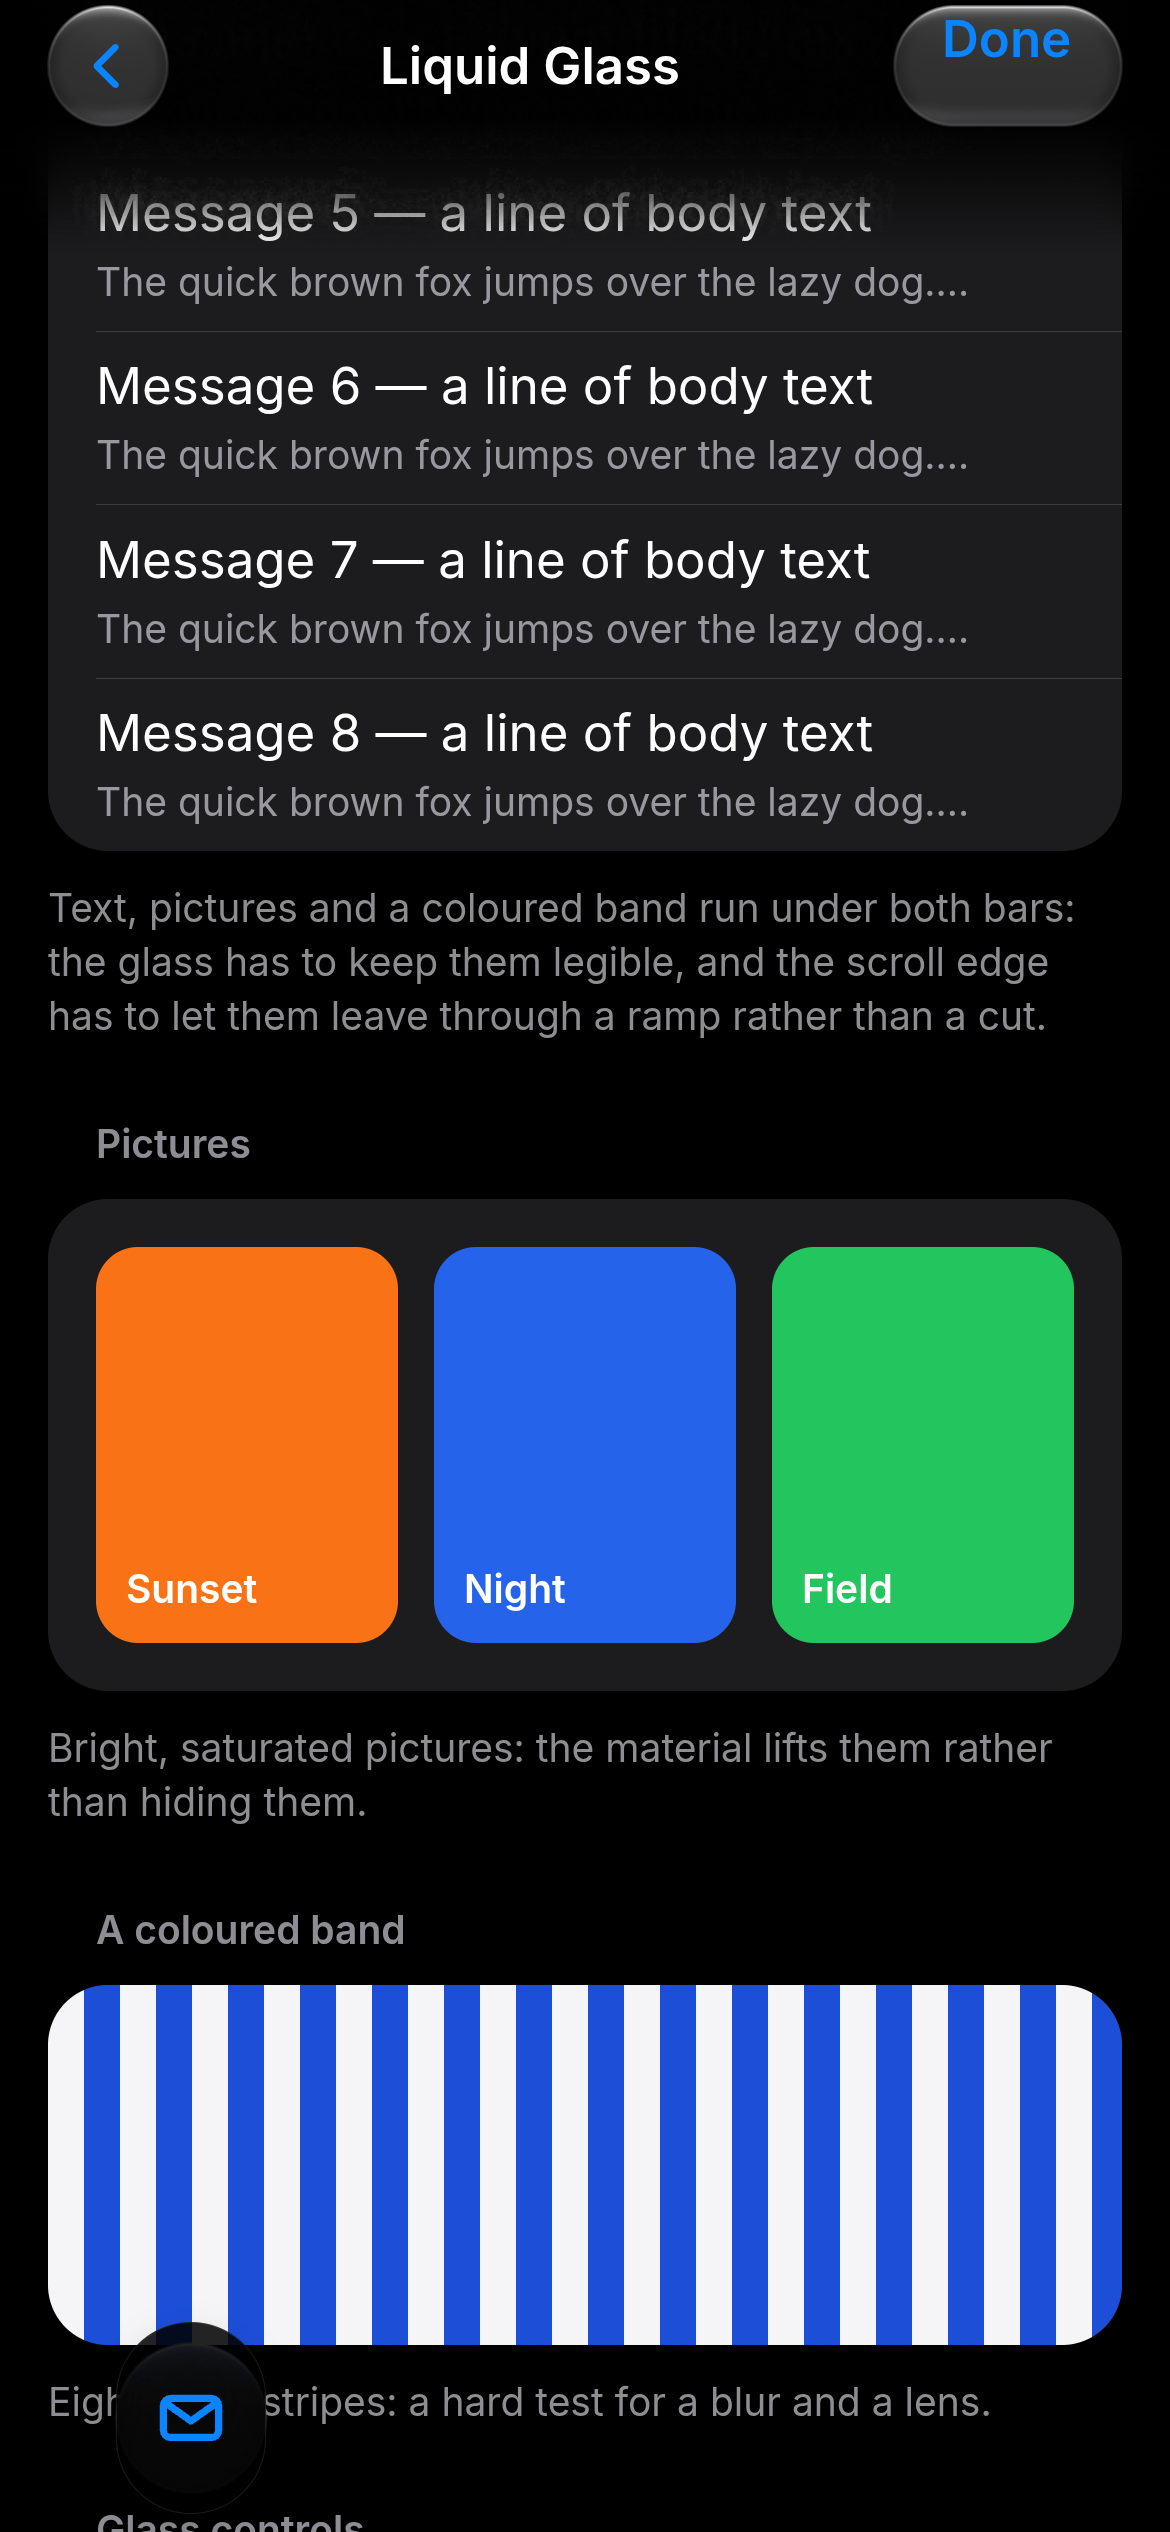 Liquid Glass
Done
Message 5 — a line of body text
The quick brown fox jumps over the lazy dog....
Message 6 — a line of body text
The quick brown fox jumps over the lazy dog....
Message 7 — a line of body text
The quick brown fox jumps over the lazy dog....
Message 8 — a line of body text
The quick brown fox jumps over the lazy dog....
Text, pictures and a coloured band run under both bars:
the glass has to keep them legible, and the scroll edge
has to let them leave through a ramp rather than a cut.
Pictures
Sunset
Night
Field
Bright, saturated pictures: the material lifts them rather
than hiding them.
A coloured band
stripes: a hard test for a blur and a lens.
Glass controls